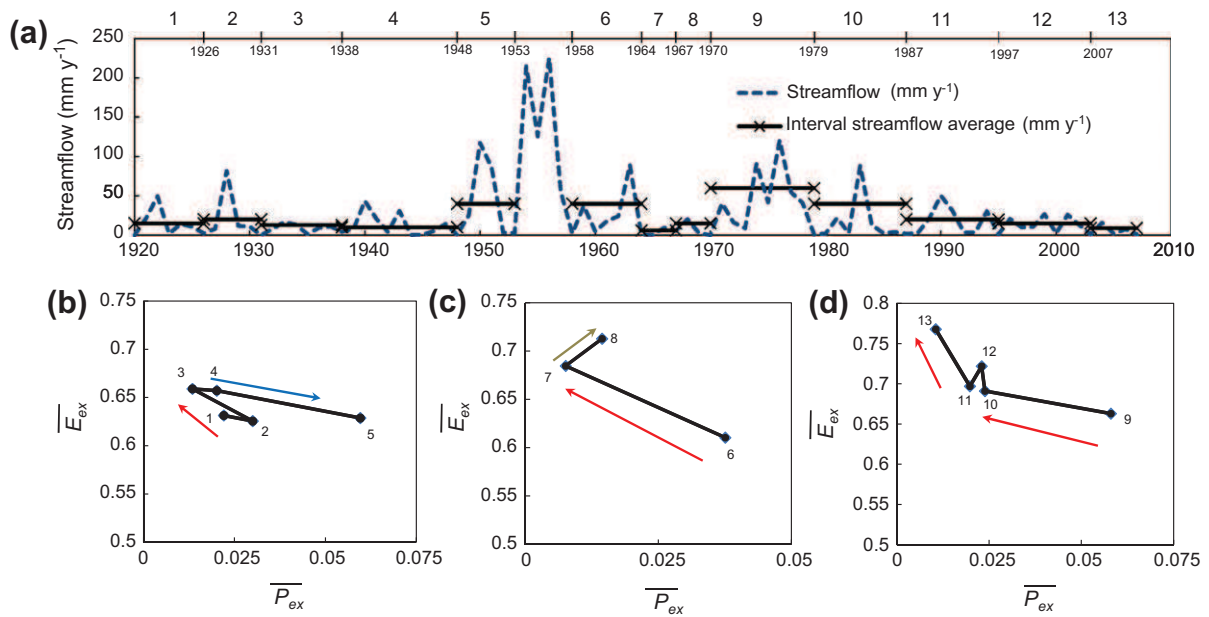 (a)
1 2 3 4 5 6 7 8 9 10 11 12 13
1926 1931 1938 1948 1953 1958 1964 1967 1970 1979 1987 1997 2007
Streamflow (mm y-1)
250
200
150
100
50
0
Streamflow (mm y-1)
Interval streamflow average (mm y-1)
1920 1930 1940 1950 1960 1970 1980 1990 2000 2010
(b)
0.75
0.7
0.65
0.6
0.55
0.5
Eex
3 4
1
2
5
0 0.025 0.05 0.075
Pex
(c)
0.75
0.7
0.65
0.6
0.55
0.5
Eex
8
7
6
0 0.025 0.05
Pex
(d)
0.8
0.75
0.7
0.65
0.6
0.55
0.5
Eex
13
12
11 10
9
0 0.025 0.05 0.075
Pex